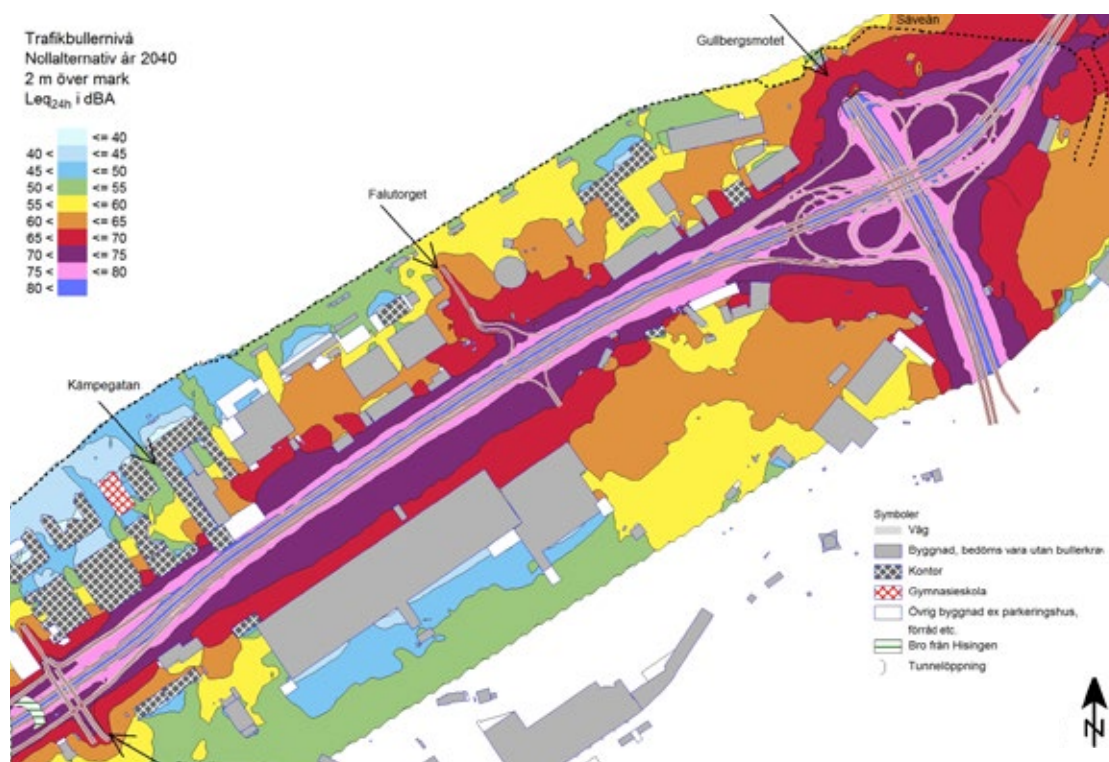 Trafikbullernivå
Nollalternativ år 2040
2 m över mark
Leq24h i dBA
<= 40
40 < <= 45
45 < <= 50
50 < <= 55
55 < <= 60
60 < <= 65
65 < <= 70
70 < <= 75
75 < <= 80
80 <
Säveån
Gullbergsmotet
Falutorget
Kämpegatan
Symboler
Väg
Byggnad, bedöms vara utan bullerkrav
Kontor
Gymnasieskola
Övrig byggnad ex parkeringshus,
förråd etc.
Bro från Hisingen
Tunnelöppning
N